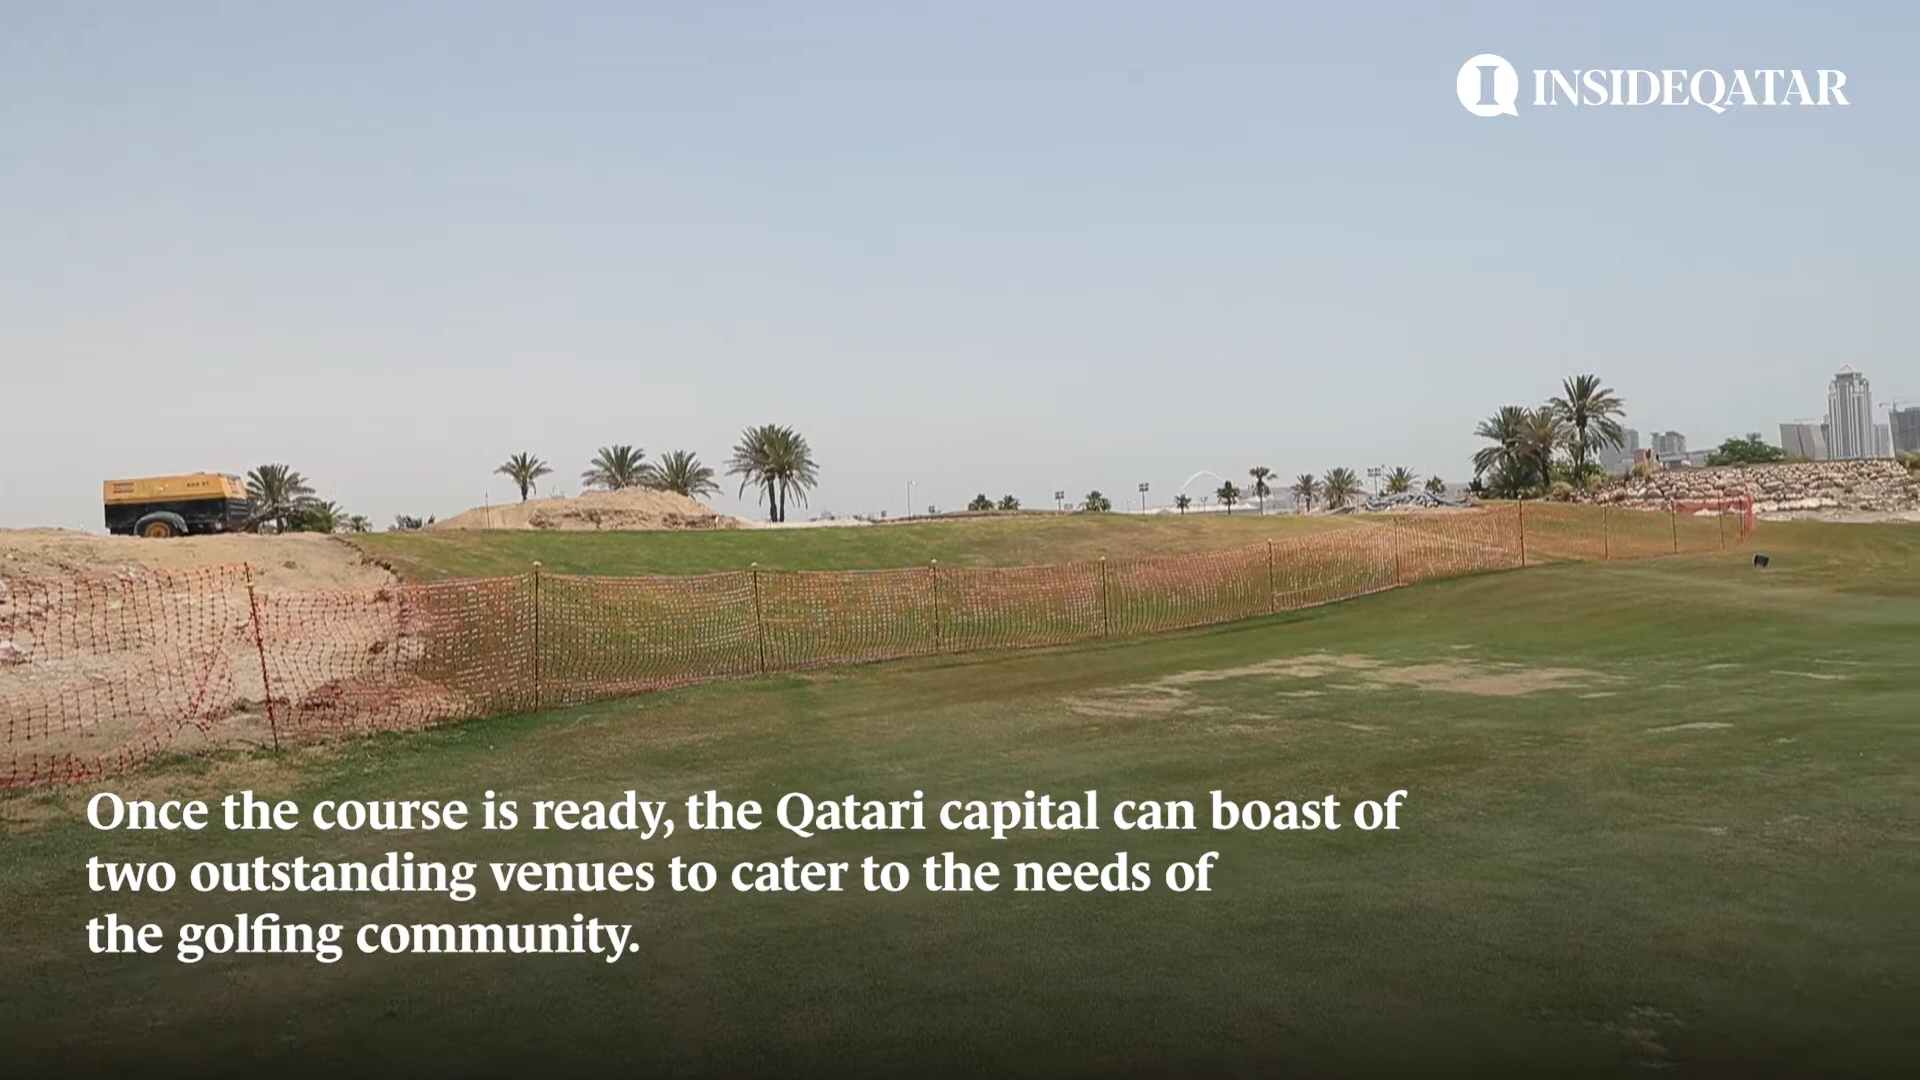 INSIDEQATAR
Once the course is ready, the Qatari capital can boast of
two outstanding venues to cater to the needs of
the golfing community.